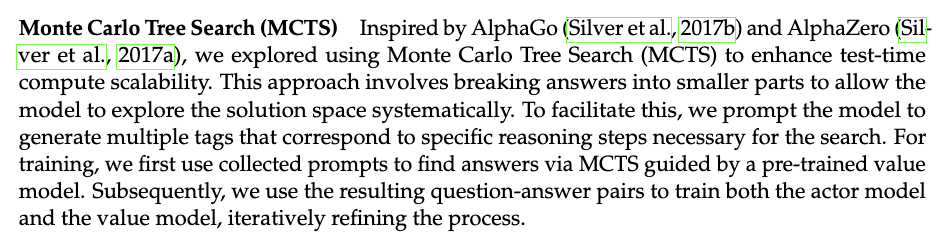 Monte Carlo Tree Search (MCTS) Inspired by AlphaGo (Silver et al., 2017b) and AlphaZero (Sil-
ver et al., 2017a), we explored using Monte Carlo Tree Search (MCTS) to enhance test-time
compute scalability. This approach involves breaking answers into smaller parts to allow the
model to explore the solution space systematically. To facilitate this, we prompt the model to
generate multiple tags that correspond to specific reasoning steps necessary for the search. For
training, we first use collected prompts to find answers via MCTS guided by a pre-trained value
model. Subsequently, we use the resulting question-answer pairs to train both the actor model
and the value model, iteratively refining the process.